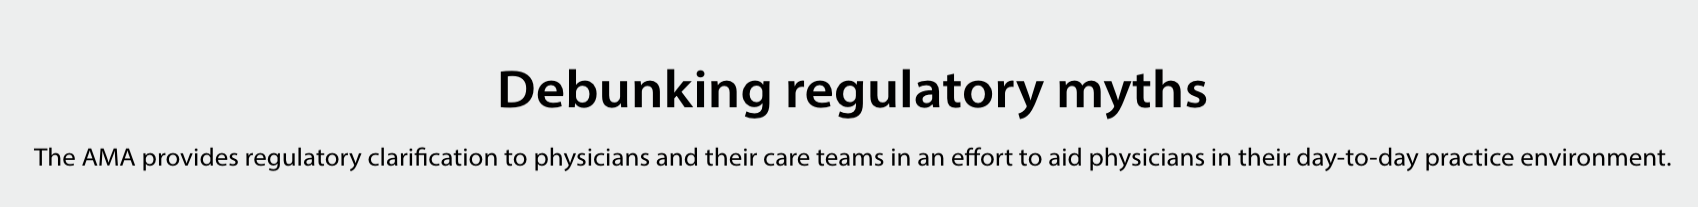 Debunking regulatory myths
The AMA provides regulatory clarification to physicians and their care teams in an effort to aid physicians in their day-to-day practice environment.